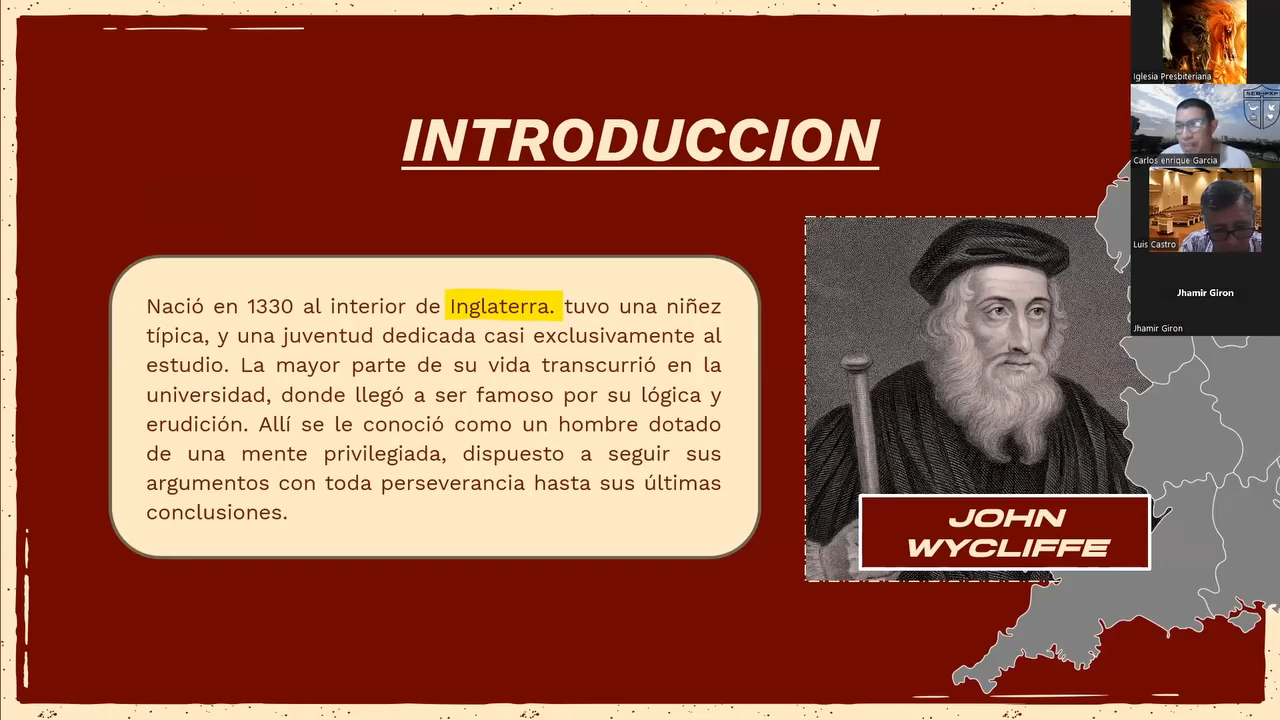 INTRODUCCION
Nació en 1330 al interior de Inglaterra. tuvo una niñez
típica, y una juventud dedicada casi exclusivamente al
estudio. La mayor parte de su vida transcurrió en la
universidad, donde llegó a ser famoso por su lógica y
erudición. Allí se le conoció como un hombre dotado
de una mente privilegiada, dispuesto a seguir sus
argumentos con toda perseverancia hasta sus últimas
conclusiones.
JOHN
WYCLIFFE
Iglesia Presbiteriana
Carlos enrique Garcia
Luis Castro
Jhamir Giron
Jhamir Giron